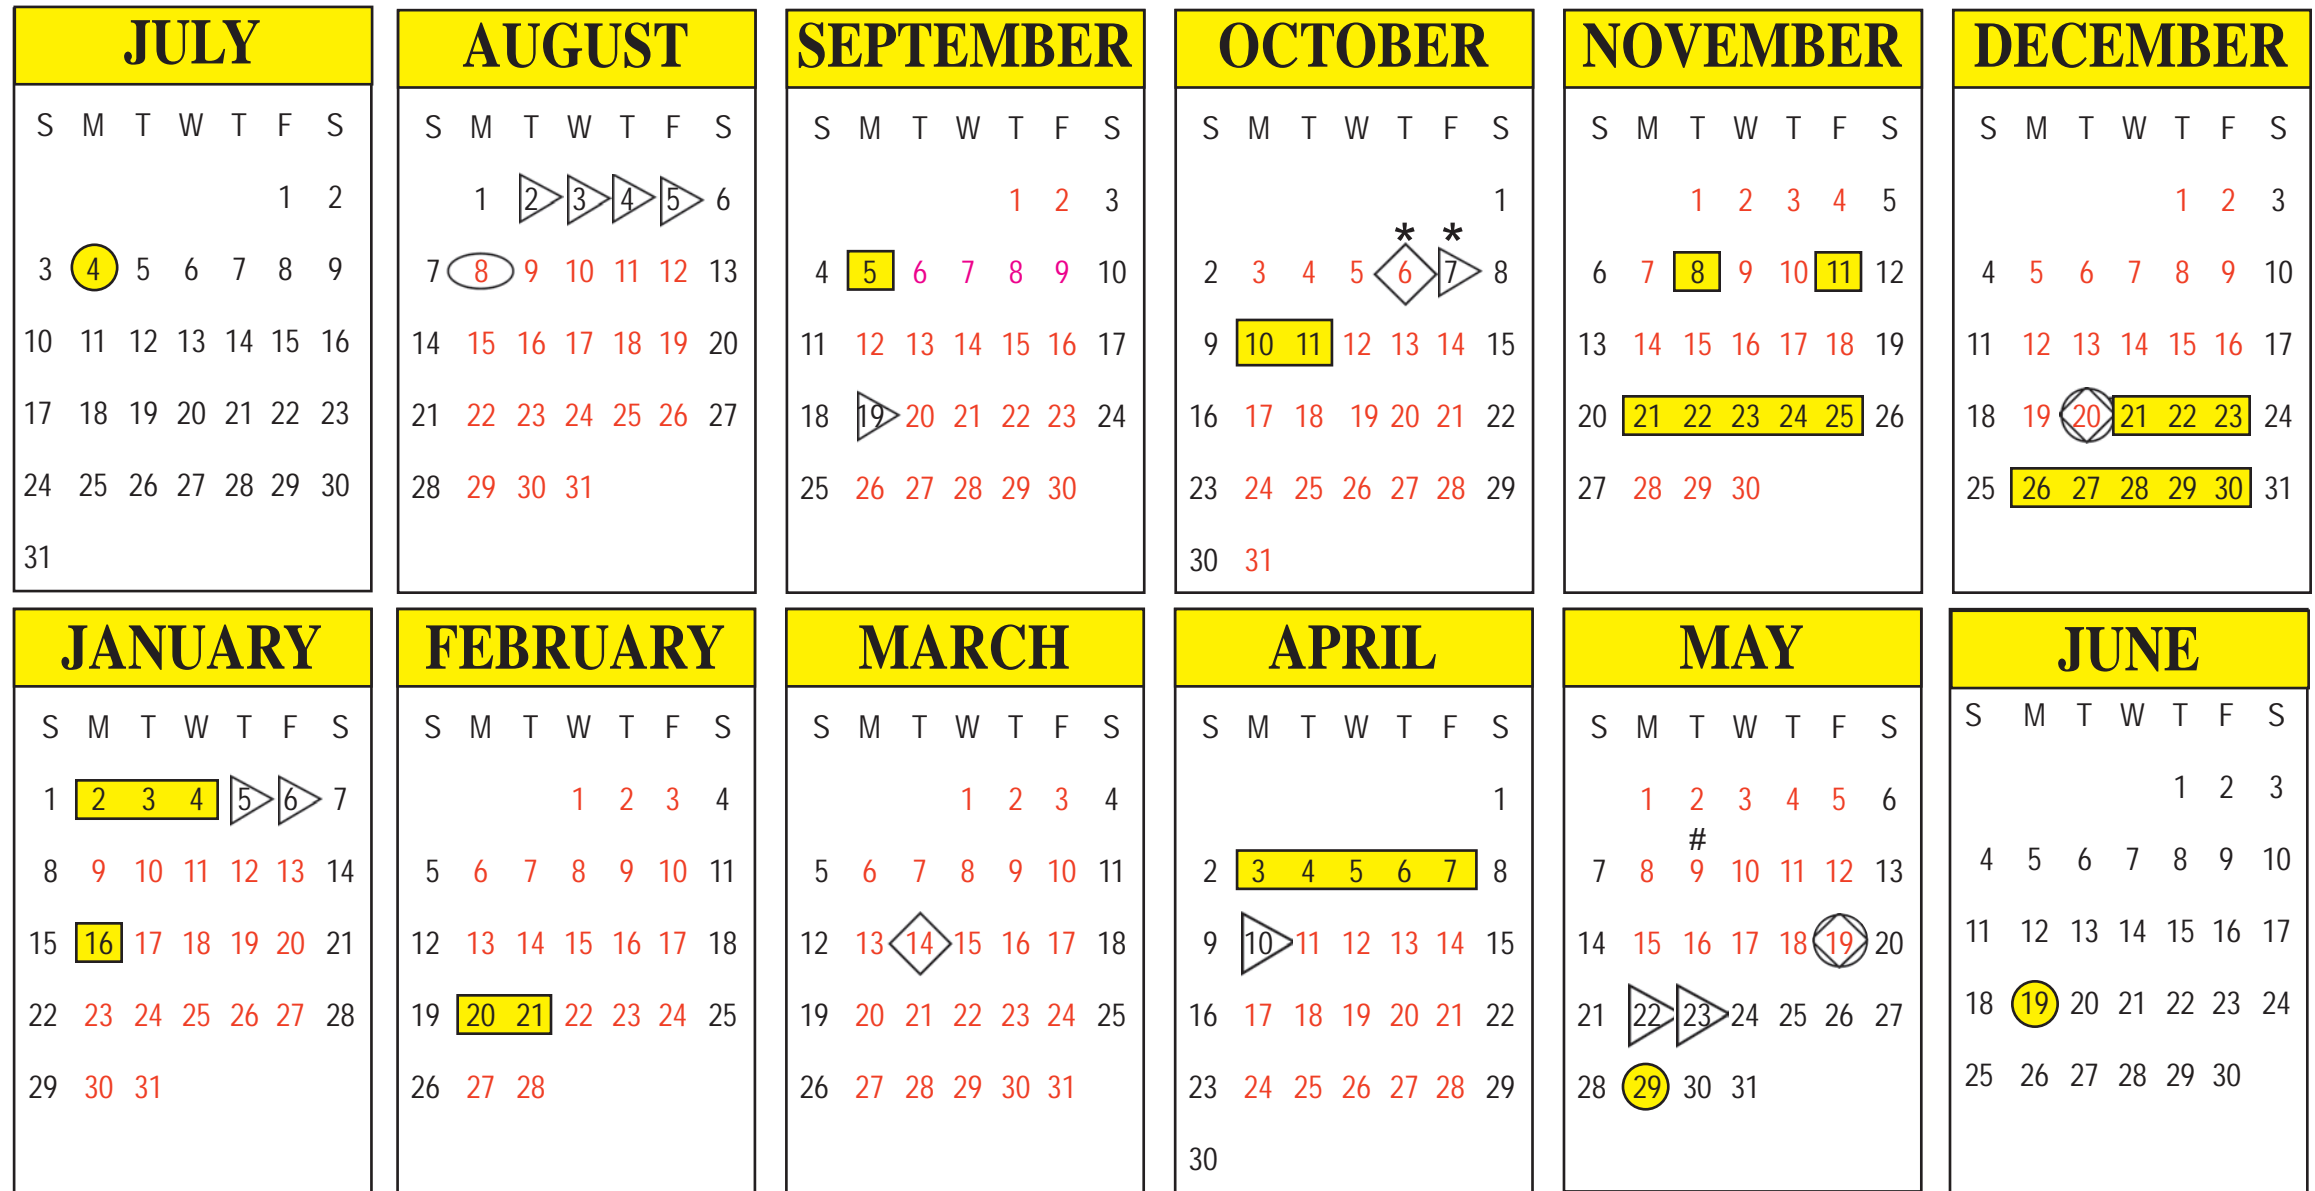 JULY
S M T W T F S
1 2
3 4 5 6 7 8 9
10 11 12 13 14 15 16
17 18 19 20 21 22 23
24 25 26 27 28 29 30
31
AUGUST
S M T W T F S
1 2 3 4 5 6
7 8 9 10 11 12 13
14 15 16 17 18 19 20
21 22 23 24 25 26 27
28 29 30 31
SEPTEMBER
S M T W T F S
1 2 3
4 5 6 7 8 9 10
11 12 13 14 15 16 17
18 19 20 21 22 23 24
25 26 27 28 29 30
OCTOBER
S M T W T F S
1
* *
2 3 4 5 6 7 8
9 10 11 12 13 14 15
16 17 18 19 20 21 22
23 24 25 26 27 28 29
30 31
NOVEMBER
S M T W T F S
1 2 3 4 5
6 7 8 9 10 11 12
13 14 15 16 17 18 19
20 21 22 23 24 25 26
27 28 29 30
DECEMBER
S M T W T F S
1 2 3
4 5 6 7 8 9 10
11 12 13 14 15 16 17
18 19 20 21 22 23 24
25 26 27 28 29 30 31
JANUARY
S M T W T F S
1 2 3 4 5 6 7
8 9 10 11 12 13 14
15 16 17 18 19 20 21
22 23 24 25 26 27 28
29 30 31
FEBRUARY
S M T W T F S
1 2 3 4
5 6 7 8 9 10 11
12 13 14 15 16 17 18
19 20 21 22 23 24 25
26 27 28
MARCH
S M T W T F S
1 2 3 4
5 6 7 8 9 10 11
12 13 14 15 16 17 18
19 20 21 22 23 24 25
26 27 28 29 30 31
APRIL
S M T W T F S
1
2 3 4 5 6 7 8
9 10 11 12 13 14 15
16 17 18 19 20 21 22
23 24 25 26 27 28 29
30
MAY
S M T W T F S
1 2 3 4 5 6
#
7 8 9 10 11 12 13
14 15 16 17 18 19 20
21 22 23 24 25 26 27
28 29 30 31
JUNE
S M T W T F S
1 2 3
4 5 6 7 8 9 10
11 12 13 14 15 16 17
18 19 20 21 22 23 24
25 26 27 28 29 30